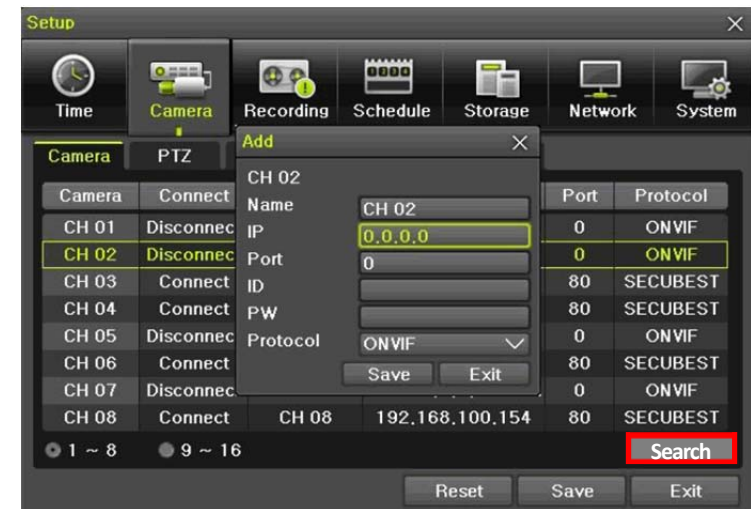 Setup
Time Camera Recording Schedule Storage Network System
Camera PTZ
Add
CH 02
Name CH 02
IP 0.0.0.0
Port 0
ID
PW
Protocol ONVIF
Save Exit
Camera Connect Port Protocol
CH 01 Disconnec 0 ONVIF
CH 02 Disconnec 0 ONVIF
CH 03 Connect 80 SECUBEST
CH 04 Connect 80 SECUBEST
CH 05 Disconnec 0 ONVIF
CH 06 Connect 80 SECUBEST
CH 07 Disconnec 0 ONVIF
CH 08 Connect CH 08 192.168.100.154 80 SECUBEST
1 ~ 8 9 ~ 16 Search
Reset Save Exit